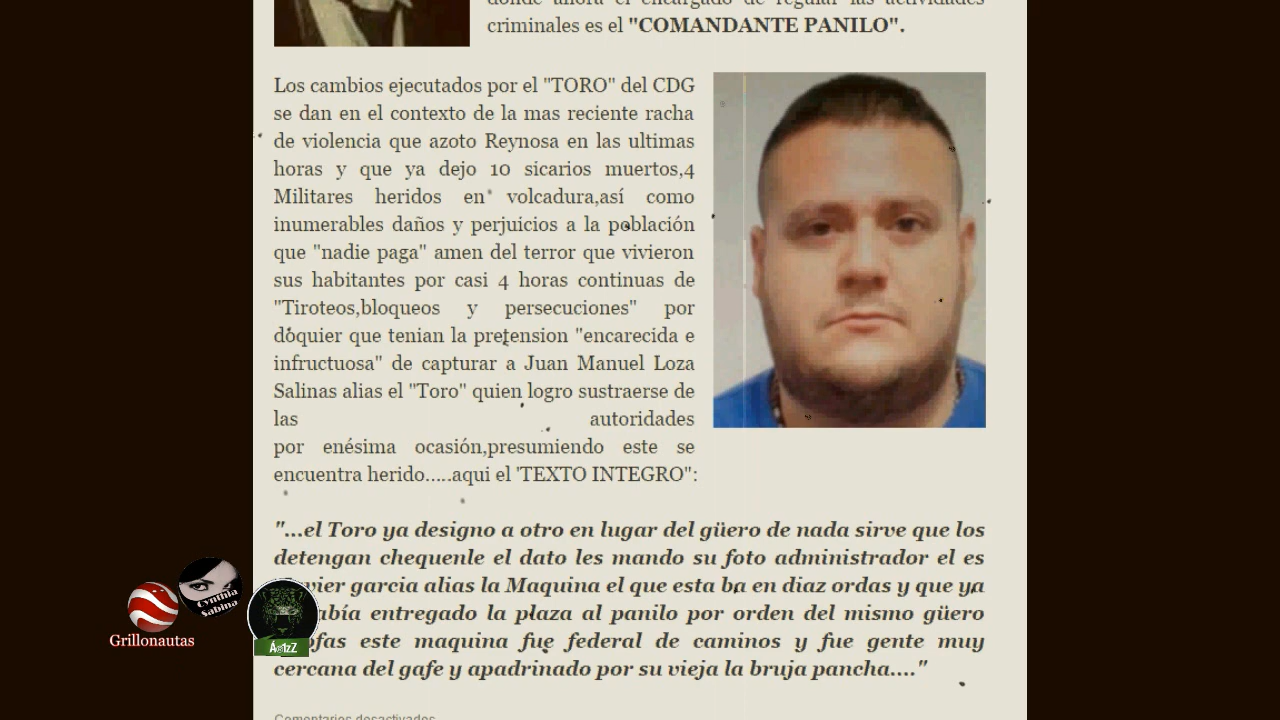 donde ahora el encargado de regular las actividades
criminales es el "COMANDANTE PANILO".
Los cambios ejecutados por el "TORO" del CDG
se dan en el contexto de la mas reciente racha
de violencia que azoto Reynosa en las ultimas
horas y que ya dejo 10 sicarios muertos,4
Militares heridos en volcadura,así como
inumerables daños y perjuicios a la población
que "nadie paga" amen del terror que vivieron
sus habitantes por casi 4 horas continuas de
"Tiroteos,bloqueos y persecuciones" por
doquier que tenian la pretension "encarecida e
infructuosa" de capturar a Juan Manuel Loza
Salinas alias el "Toro" quien logro sustraerse de
las autoridades
por enésima ocasión,presumiendo este se
encuentra herido.....aqui el 'TEXTO INTEGRO":
"...el Toro ya designo a otro en lugar del güero de nada sirve que los
detengan chequenle el dato les mando su foto administrador el es
garcia alias la Maquina el que esta ba en diaz ordas y que ya
entregado la plaza al panilo por orden del mismo güero
este maquina fue federal de caminos y fue gente muy
cercana del gafe y apadrinado por su vieja la bruja pancha...."
Comentarios desactivados
Grillonautas
Cynthia
Sabina